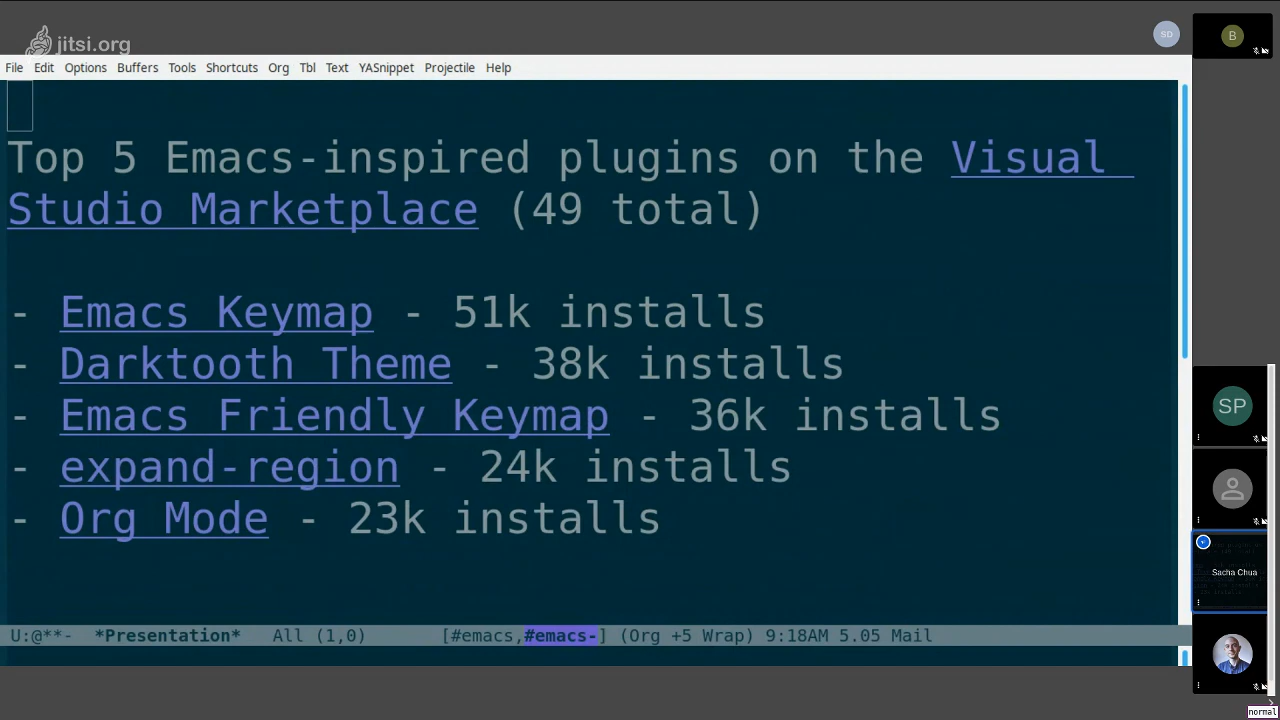 jitsi.org
SD
B
File Edit Options Buffers Tools Shortcuts Org Tbl Text YASnippet Projectile Help
Top 5 Emacs-inspired plugins on the Visual
Studio Marketplace (49 total)
- Emacs Keymap - 51k installs
- Darktooth Theme - 38k installs
- Emacs Friendly Keymap - 36k installs
- expand-region - 24k installs
- Org Mode - 23k installs
SP
Sacha Chua
U:@**- *Presentation* All (1,0) [#emacs,#emacs-] (Org +5 Wrap) 9:18AM 5.05 Mail
normal